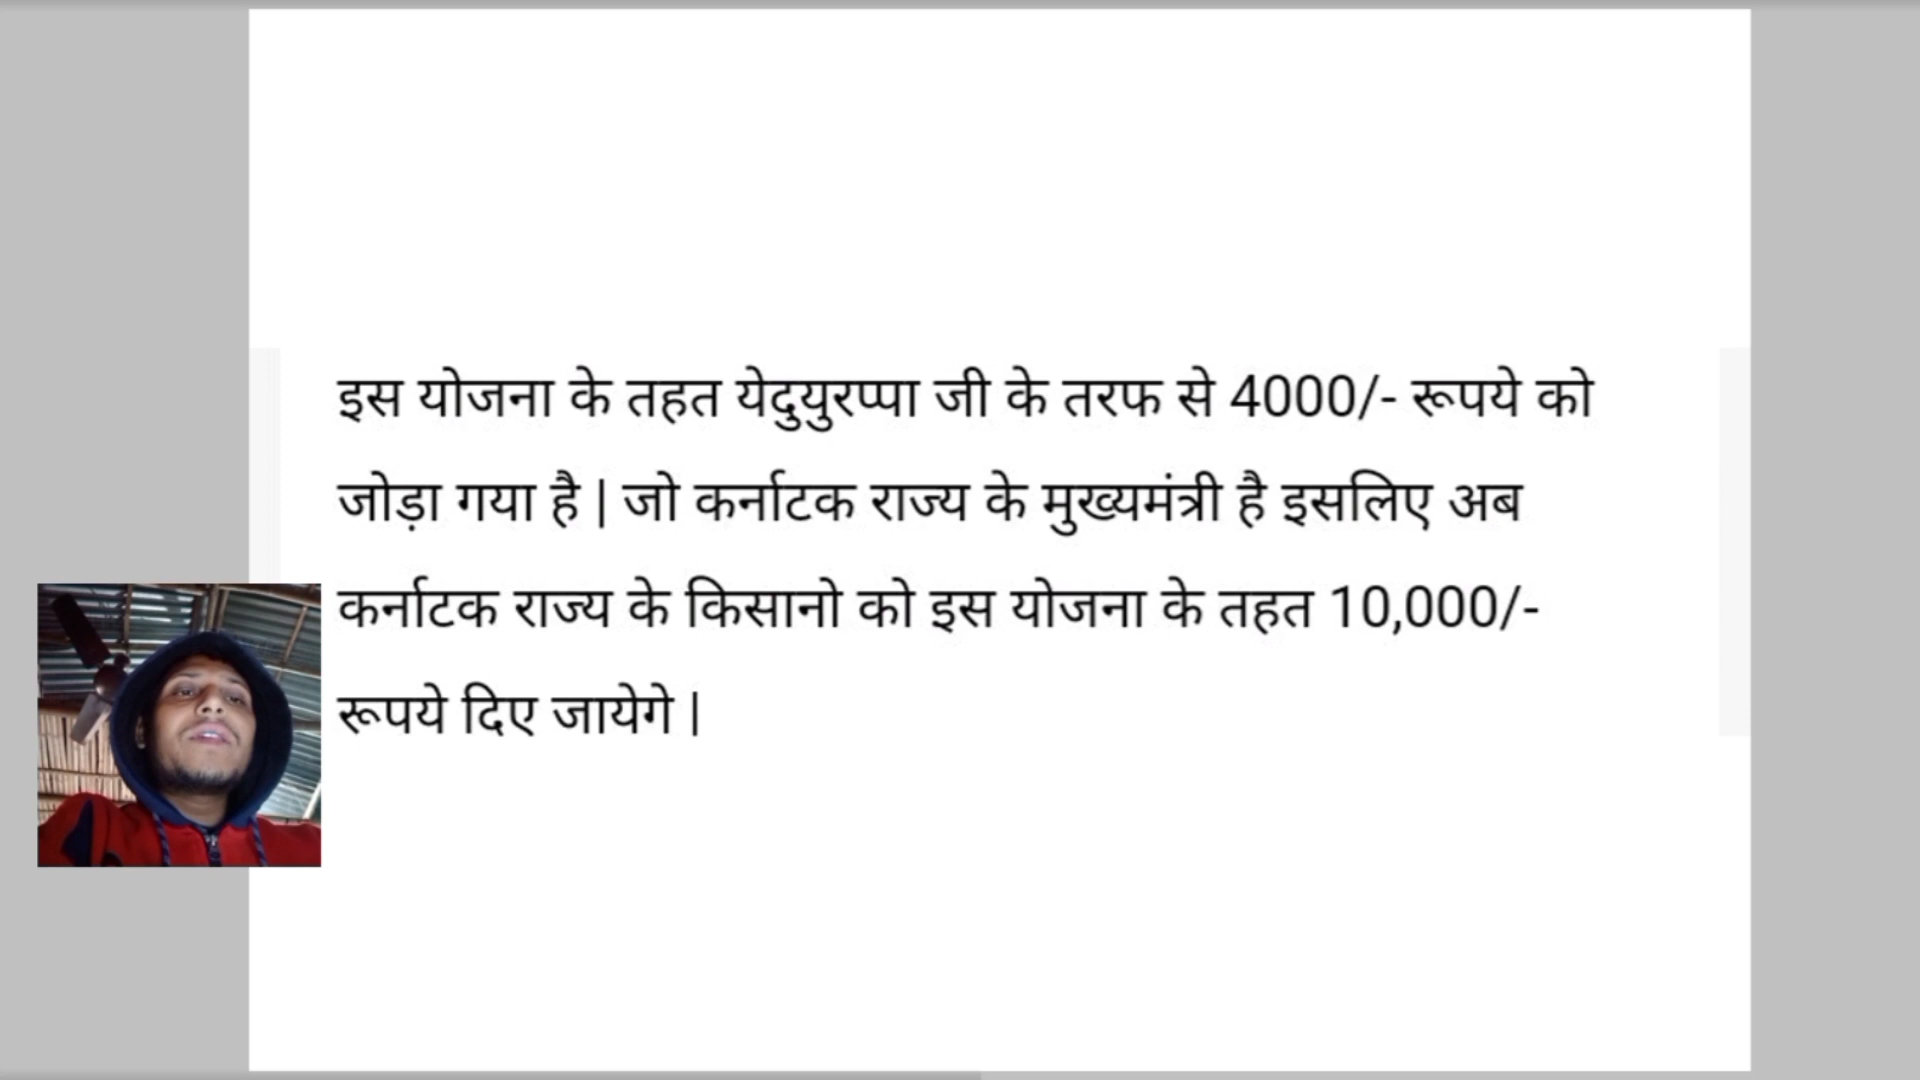 इस योजना के तहत येदुयुरप्पा जी के तरफ से 4000/- रूपये को
जोड़ा गया है | जो कर्नाटक राज्य के मुख्यमंत्री है इसलिए अब
कर्नाटक राज्य के किसानो को इस योजना के तहत 10,000/-
रूपये दिए जायेगे |